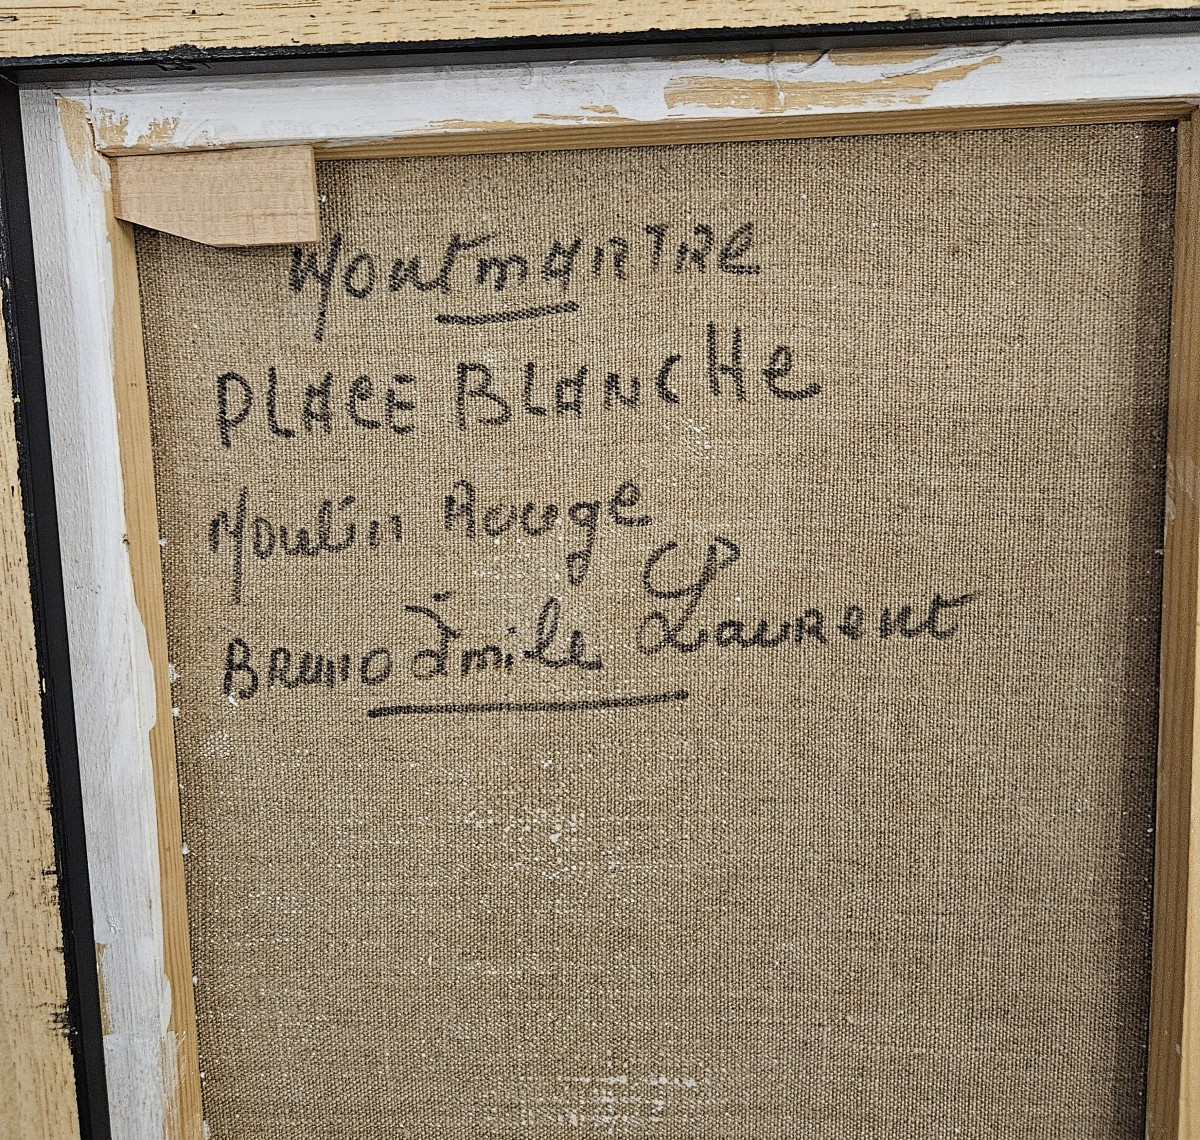 Montmartre
PLACE BLANCHe
Moulin Rouge
Bruno Émile Laurent